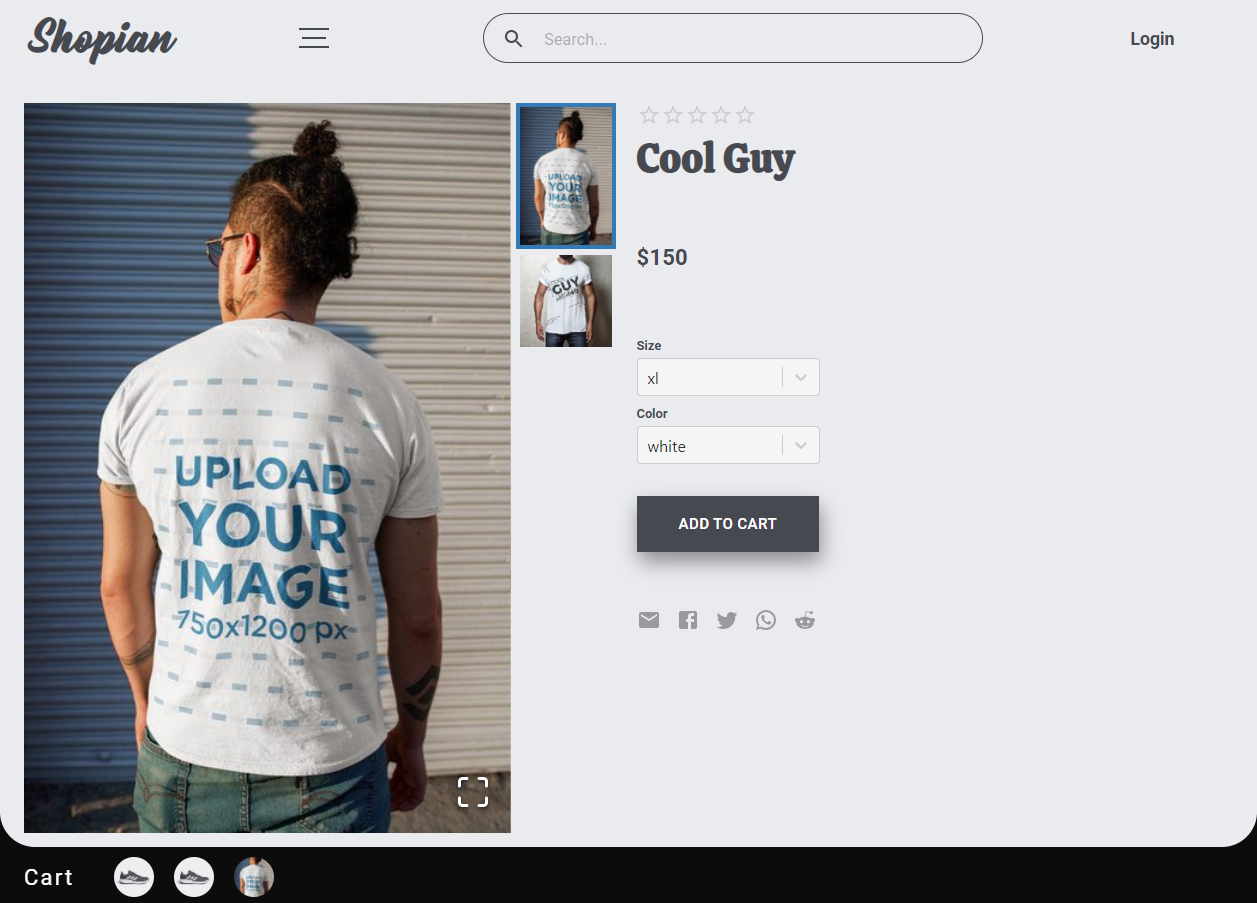 Shopian
Search...
Login
UPLOAD
YOUR
IMAGE
750x1200 px
UPLOAD
YOUR
IMAGE
GUY
Cool Guy
$150
Size
xl
Color
white
ADD TO CART
Cart